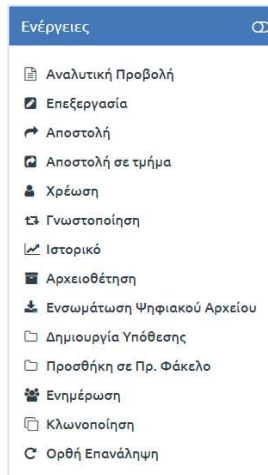 Ενέργειες
Αναλυτική Προβολή
Επεξεργασία
Αποστολή
Αποστολή σε τμήμα
Χρέωση
Γνωστοποίηση
Ιστορικό
Αρχειοθέτηση
Ενσωμάτωση Ψηφιακού Αρχείου
Δημιουργία Υπόθεσης
Προσθήκη σε Πρ. Φάκελο
Ενημέρωση
Κλωνοποίηση
Ορθή Επανάληψη